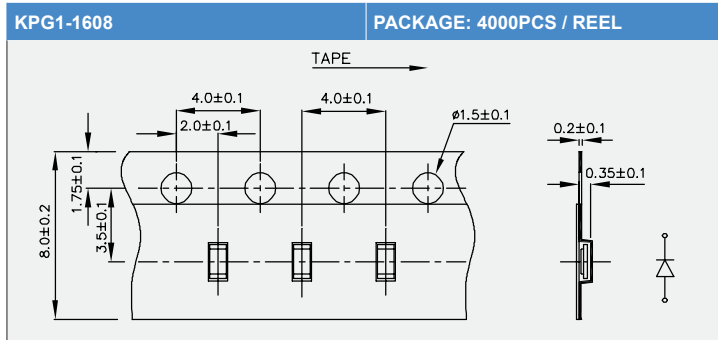 KPG1-1608 PACKAGE: 4000PCS / REEL
TAPE
4.0±0.1 4.0±0.1
2.0±0.1 ø1.5±0.1 0.2±0.1
1.75±0.1 0.35±0.1
8.0±0.2 3.5±0.1